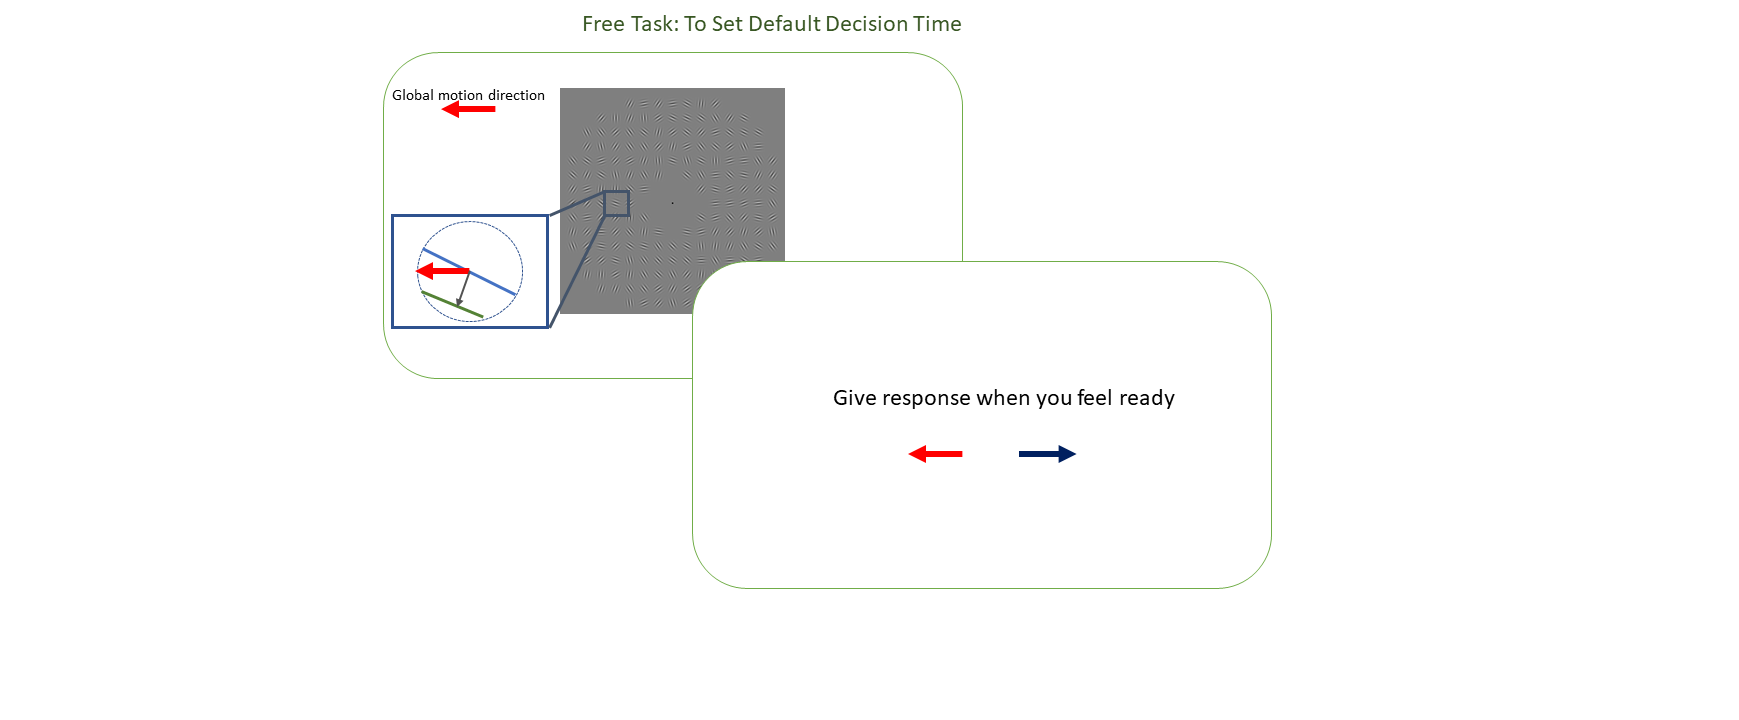 Free Task: To Set Default Decision Time
Global motion direction
Give response when you feel ready